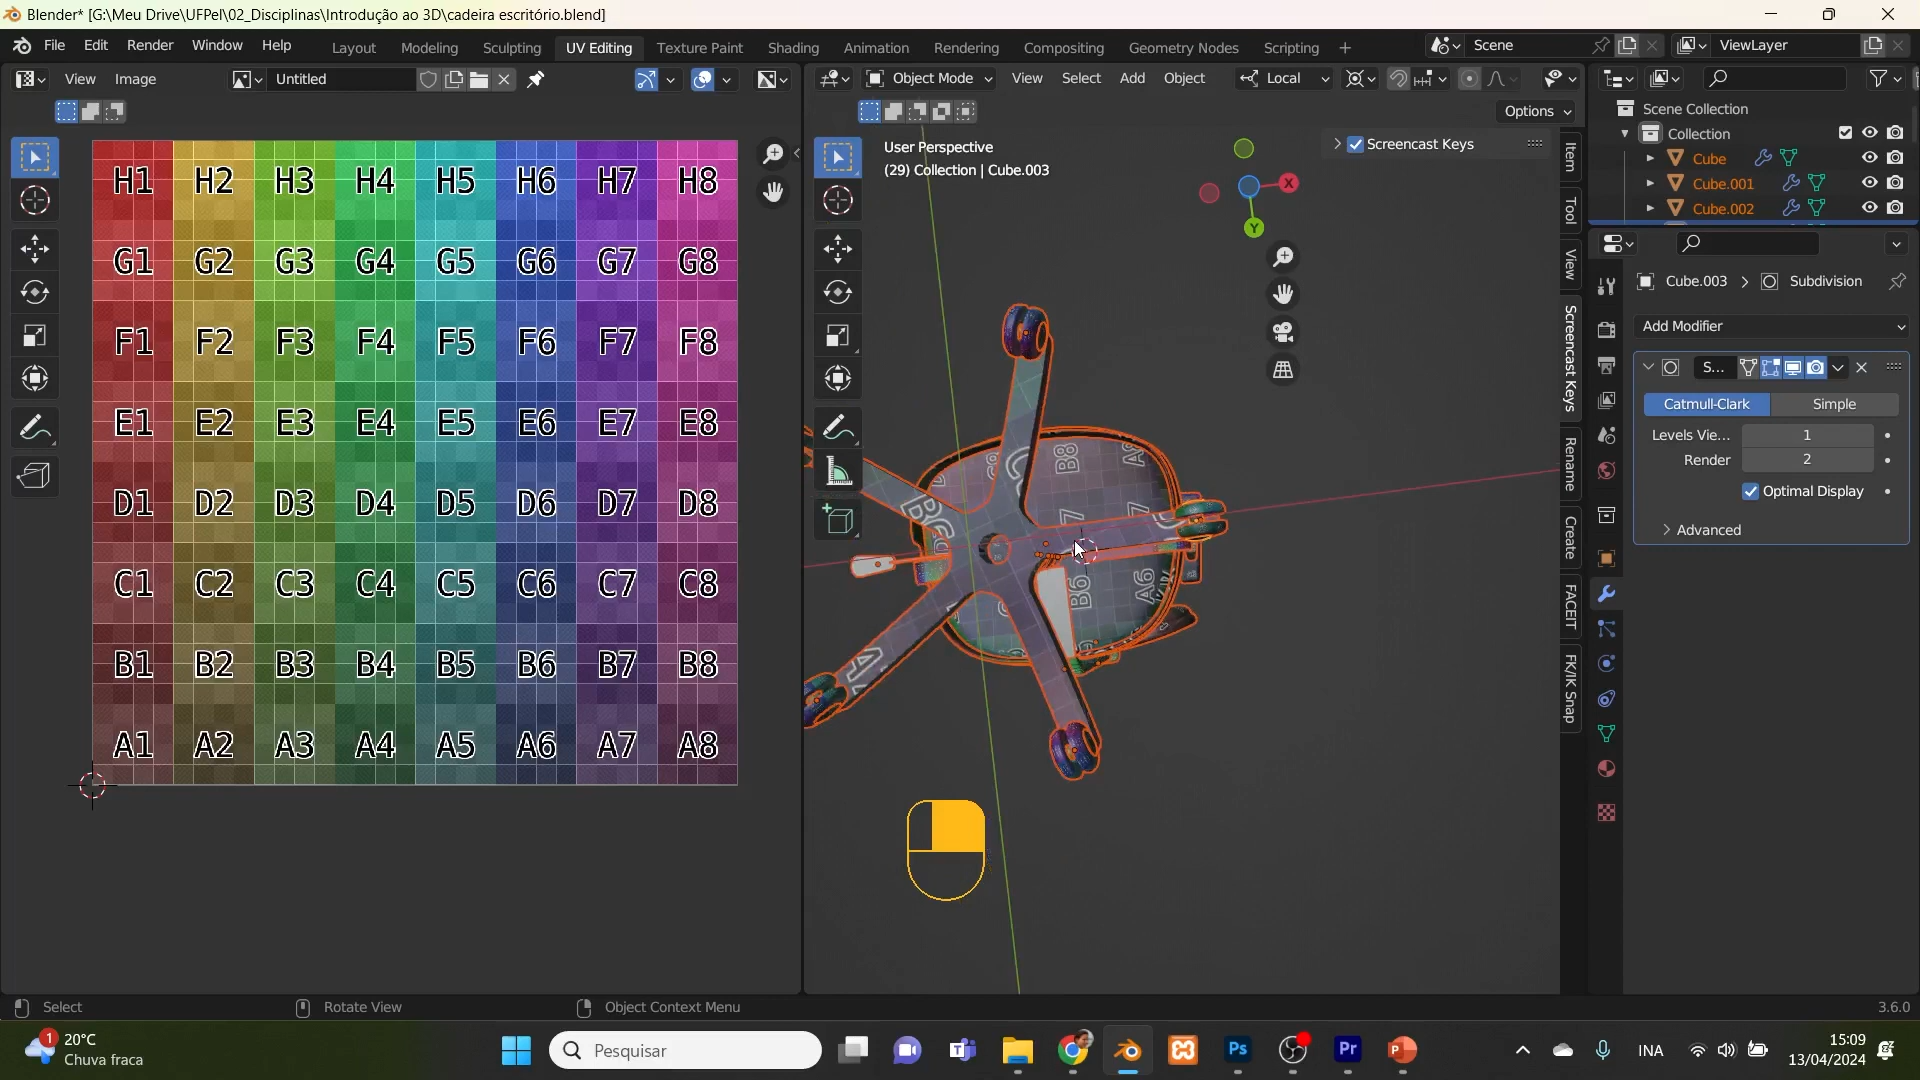 Blender* [G:\Meu Drive\UFPel\02_Disciplinas\Introdução ao 3D\cadeira escritório.blend]
File Edit Render Window Help Layout Modeling Sculpting UV Editing Texture Paint Shading Animation Rendering Compositing Geometry Nodes Scripting + Scene ViewLayer
View Image Untitled Object Mode View Select Add Object Local
Options
User Perspective
(29) Collection | Cube.003
Screencast Keys
Scene Collection
Collection
Cube
Cube.001
Cube.002
X
Y
Item
Tool
View
Screencast Keys
Rename
Create
FACEIT
FK/IK Snap
Cube.003 > Subdivision
Add Modifier
S...
Catmull-Clark Simple
Levels Vie... 1
Render 2
Optimal Display
Advanced
H1 H2 H3 H4 H5 H6 H7 H8
G1 G2 G3 G4 G5 G6 G7 G8
F1 F2 F3 F4 F5 F6 F7 F8
E1 E2 E3 E4 E5 E6 E7 E8
D1 D2 D3 D4 D5 D6 D7 D8
C1 C2 C3 C4 C5 C6 C7 C8
B1 B2 B3 B4 B5 B6 B7 B8
A1 A2 A3 A4 A5 A6 A7 A8
B8
B6
A6
Select Rotate View Object Context Menu 3.6.0
1
20°C
Chuva fraca
Pesquisar
Ps
Pr
INA
15:09
13/04/2024